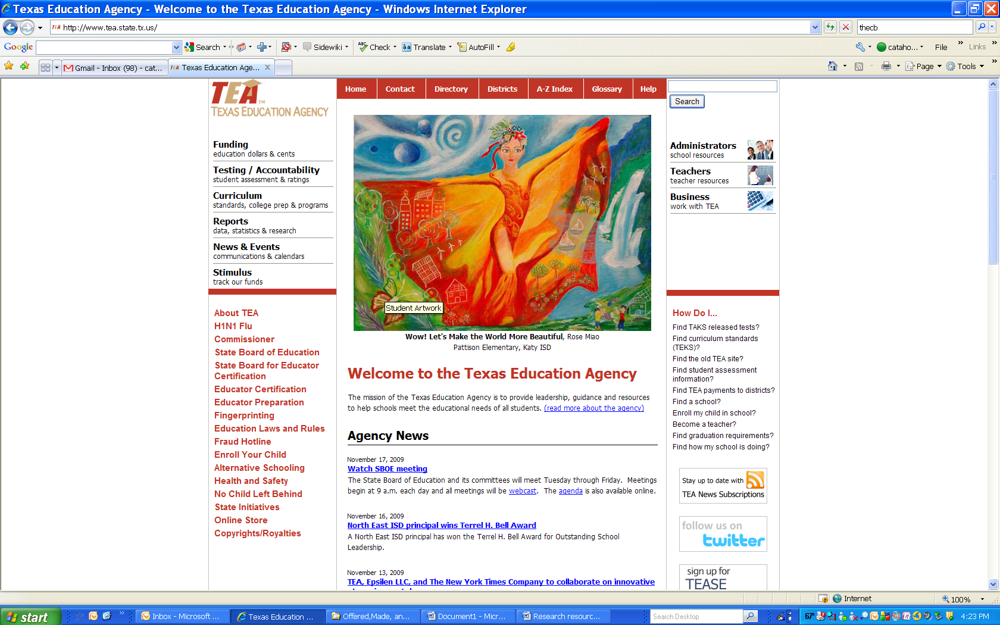 Texas Education Agency - Welcome to the Texas Education Agency - Windows Internet Explorer
TEA http://www.tea.state.tx.us/
thecb
Google
Search
Sidewiki
ABC
Check
Translate
AutoFill
cataho...
File
Links
Gmail - Inbox (98) - cat...
TEA Texas Education Age...
Page
Tools
TEA TM
TEXAS EDUCATION AGENCY
Home
Contact
Directory
Districts
A-Z Index
Glossary
Help
Search
Funding
education dollars & cents
Testing / Accountability
student assessment & ratings
Curriculum
standards, college prep & programs
Reports
data, statistics & research
News & Events
communications & calendars
Stimulus
track our funds
About TEA
H1N1 Flu
Commissioner
State Board of Education
State Board for Educator
Certification
Educator Certification
Educator Preparation
Fingerprinting
Education Laws and Rules
Fraud Hotline
Enroll Your Child
Alternative Schooling
Health and Safety
No Child Left Behind
State Initiatives
Online Store
Copyrights/Royalties
Student Artwork
Wow! Let's Make the World More Beautiful, Rose Miao
Pattison Elementary, Katy ISD
Welcome to the Texas Education Agency
The mission of the Texas Education Agency is to provide leadership, guidance and resources
to help schools meet the educational needs of all students. (read more about the agency)
Agency News
November 17, 2009
Watch SBOE meeting
The State Board of Education and its committees will meet Tuesday through Friday. Meetings
begin at 9 a.m. each day and all meetings will be webcast. The agenda is also available online.
November 16, 2009
North East ISD principal wins Terrel H. Bell Award
A North East ISD principal has won the Terrel H. Bell Award for Outstanding School
Leadership.
November 13, 2009
TEA, Epsilen LLC, and The New York Times Company to collaborate on innovative
Administrators
school resources
Teachers
teacher resources
Business
work with TEA
How Do I...
Find TAKS released tests?
Find curriculum standards
(TEKS)?
Find the old TEA site?
Find student assessment
information?
Find TEA payments to districts?
Find a school?
Enroll my child in school?
Become a teacher?
Find graduation requirements?
Find how my school is doing?
Stay up to date with
TEA News Subscriptions
follow us on
twitter
sign up for
TEASE
Internet
100%
start
Inbox - Microsoft ...
Texas Education ...
Offered,Made, an...
Document1 - Micr...
Research resourc...
Search Desktop
67°
4:23 PM